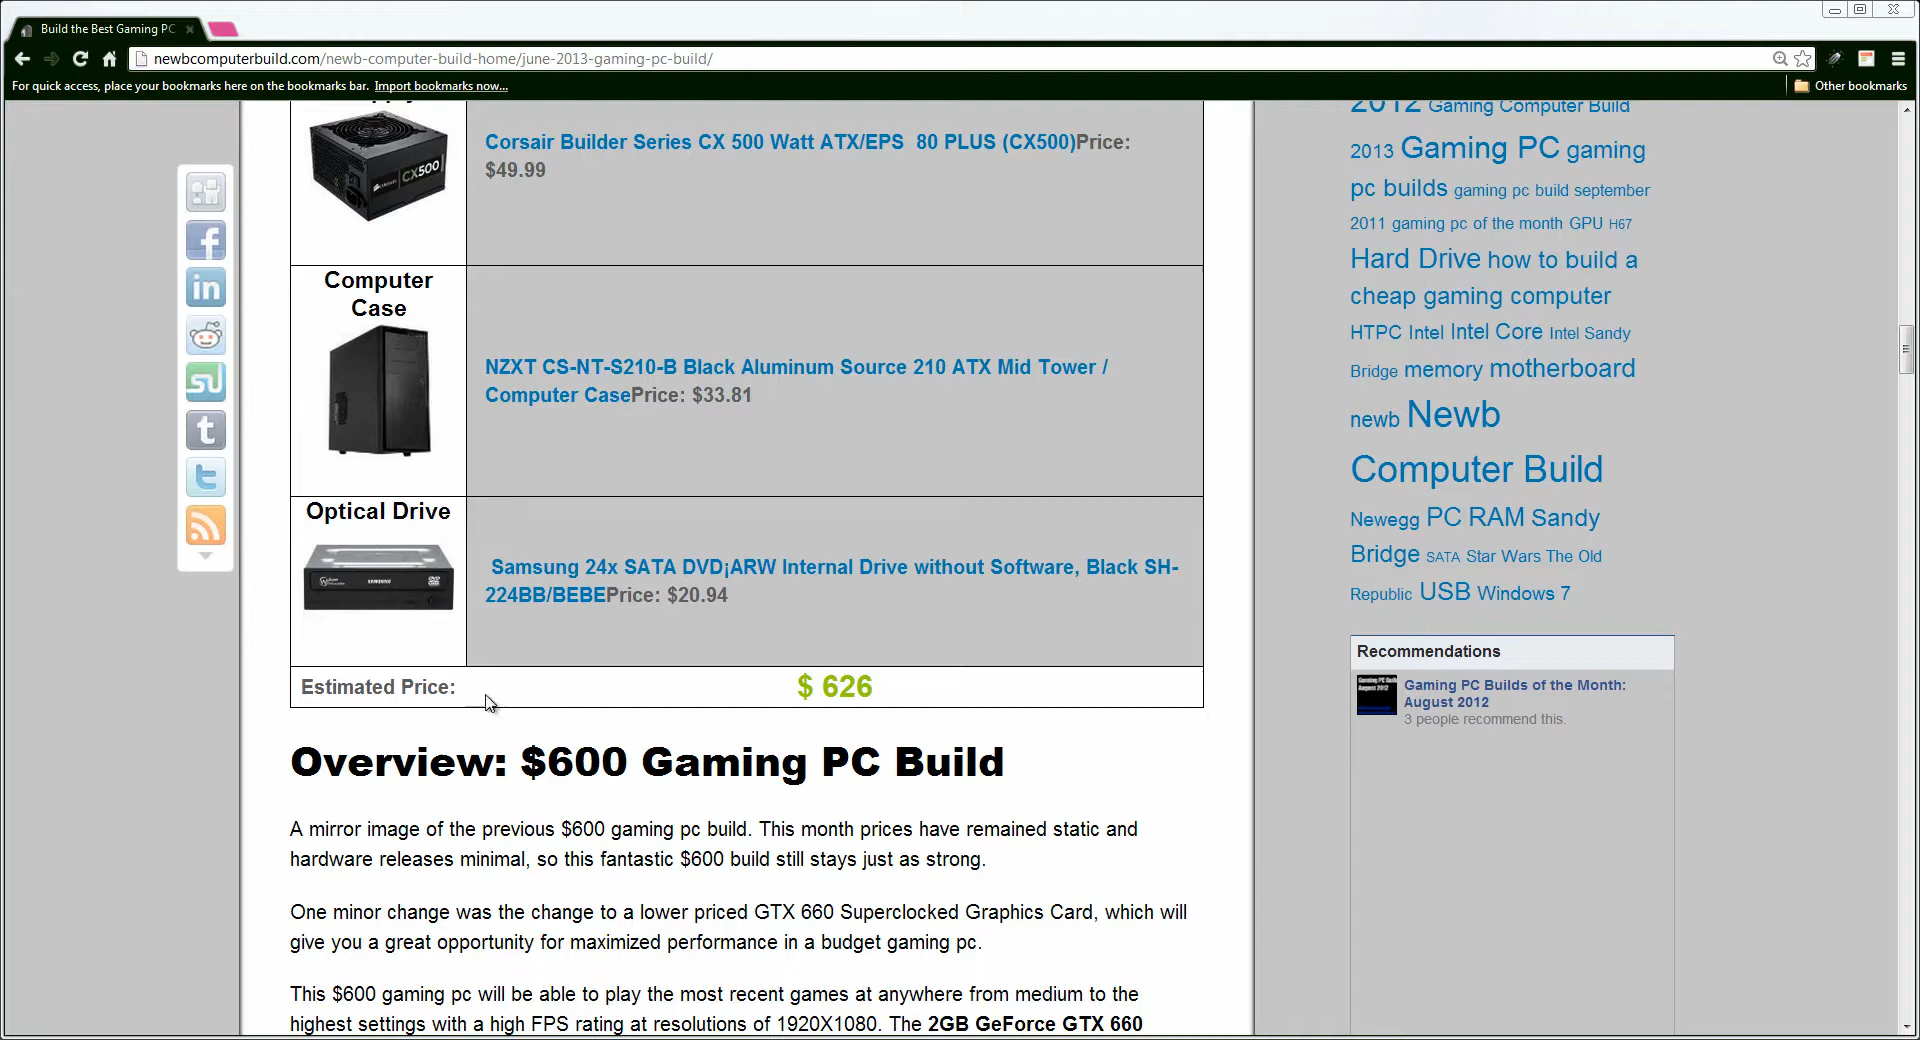 Build the Best Gaming PC
newbcomputerbuild.com/newb-computer-build-home/june-2013-gaming-pc-build/
For quick access, place your bookmarks here on the bookmarks bar. Import bookmarks now...
Other bookmarks
Corsair Builder Series CX 500 Watt ATX/EPS 80 PLUS (CX500)Price:
$49.99
CX500
Computer
Case
NZXT CS-NT-S210-B Black Aluminum Source 210 ATX Mid Tower /
Computer CasePrice: $33.81
Optical Drive
SAMSUNG
Samsung 24x SATA DVD¡ARW Internal Drive without Software, Black SH-
224BB/BEBEPrice: $20.94
Estimated Price:
$ 626
Overview: $600 Gaming PC Build
A mirror image of the previous $600 gaming pc build. This month prices have remained static and
hardware releases minimal, so this fantastic $600 build still stays just as strong.
One minor change was the change to a lower priced GTX 660 Superclocked Graphics Card, which will
give you a great opportunity for maximized performance in a budget gaming pc.
This $600 gaming pc will be able to play the most recent games at anywhere from medium to the
highest settings with a high FPS rating at resolutions of 1920X1080. The 2GB GeForce GTX 660
2012 Gaming Computer Build
2013 Gaming PC gaming
pc builds gaming pc build september
2011 gaming pc of the month GPU H67
Hard Drive how to build a
cheap gaming computer
HTPC Intel Intel Core Intel Sandy
Bridge memory motherboard
newb Newb
Computer Build
Newegg PC RAM Sandy
Bridge SATA Star Wars The Old
Republic USB Windows 7
Recommendations
Gaming PC Builds of the Month:
August 2012
3 people recommend this.